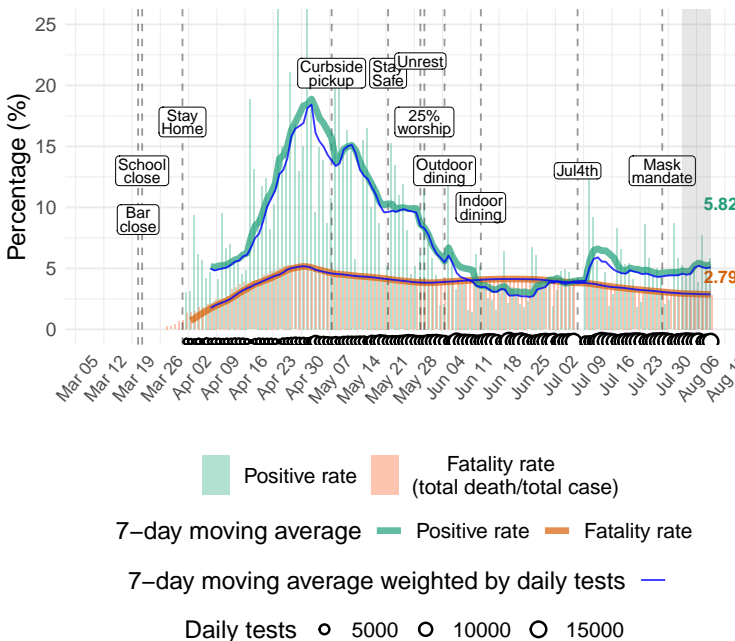 Percentage (%)
25
20
15
10
5
0
Curbside
pickup
Stay
Safe
Unrest
Stay
Home
25%
worship
School
close
Outdoor
dining
Jul4th
Mask
mandate
Bar
close
Indoor
dining
5.82
2.79
Mar 05
Mar 12
Mar 19
Mar 26
Apr 02
Apr 09
Apr 16
Apr 23
Apr 30
May 07
May 14
May 21
May 28
Jun 04
Jun 11
Jun 18
Jun 25
Jul 02
Jul 09
Jul 16
Jul 23
Jul 30
Aug 06
Aug 1
Positive rate
Fatality rate
(total death/total case)
7−day moving average Positive rate Fatality rate
7−day moving average weighted by daily tests
Daily tests 5000 10000 15000